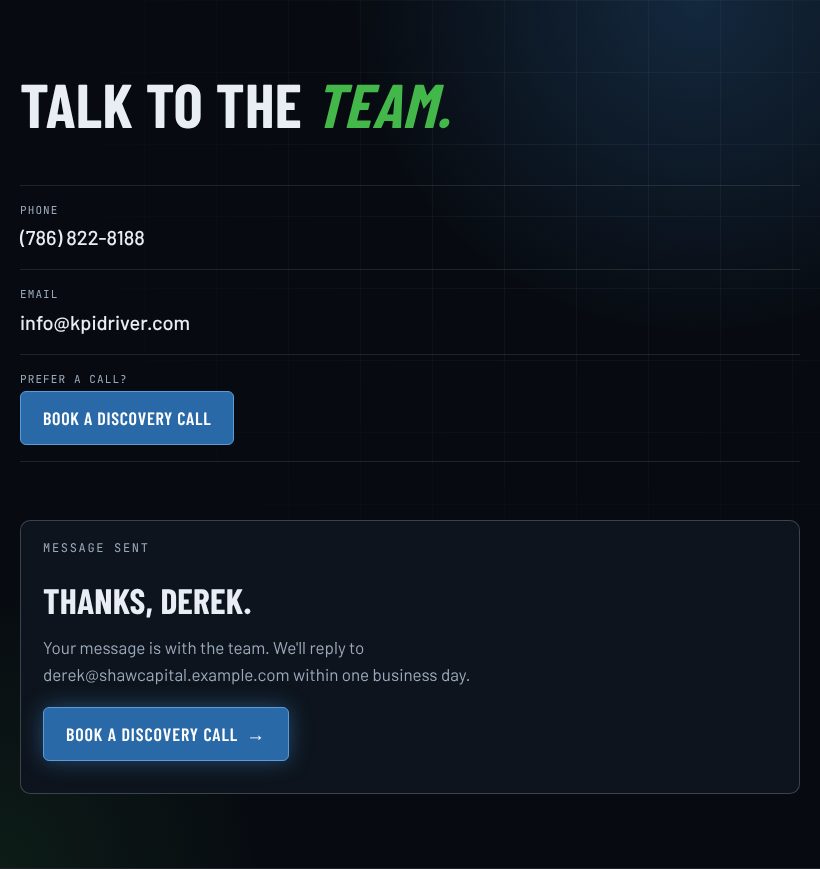 TALK TO THE TEAM.
PHONE
(786) 822-8188
EMAIL
info@kpidriver.com
PREFER A CALL?
BOOK A DISCOVERY CALL
MESSAGE SENT
THANKS, DEREK.
Your message is with the team. We'll reply to
derek@shawcapital.example.com within one business day.
BOOK A DISCOVERY CALL →